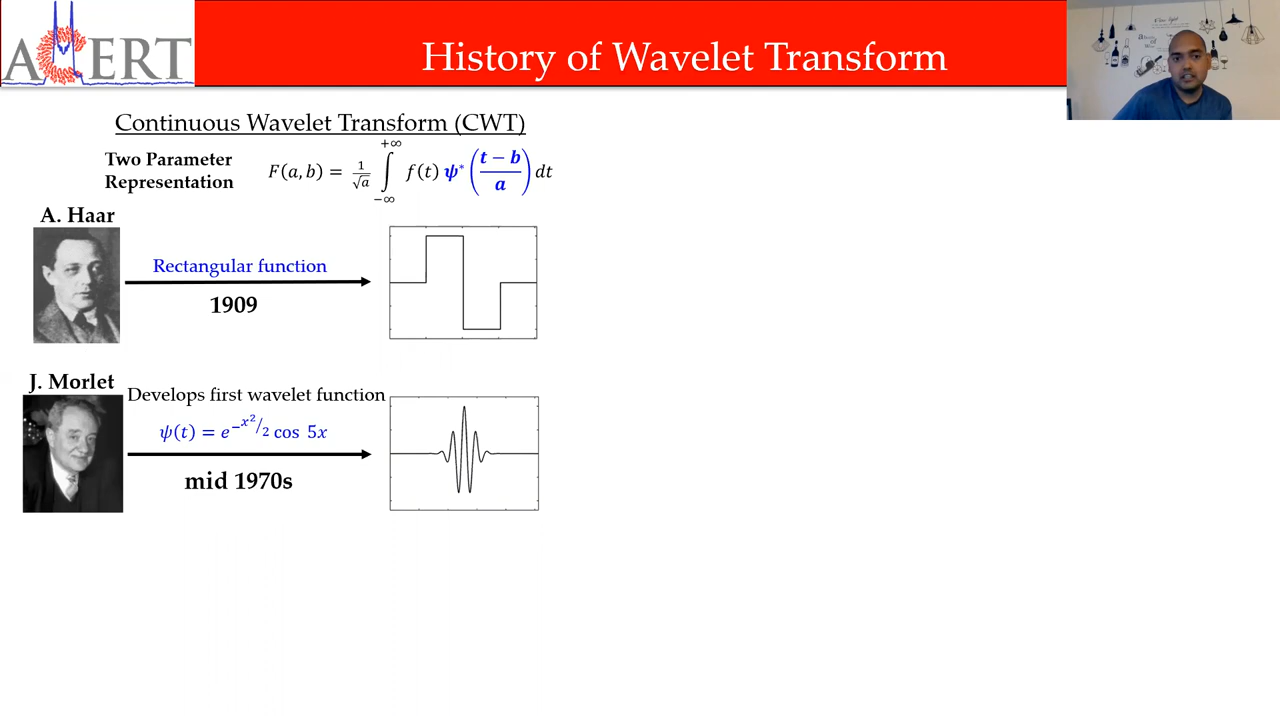 ACERT
History of Wavelet Transform
Continuous Wavelet Transform (CWT)
Two Parameter
Representation
F(a, b) = 1/√a ∫_{−∞}^{+∞} f(t) ψ* ((t − b)/a) dt
A. Haar
Rectangular function
1909
J. Morlet
Develops first wavelet function
ψ(t) = e^{−x²/2} cos 5x
mid 1970s